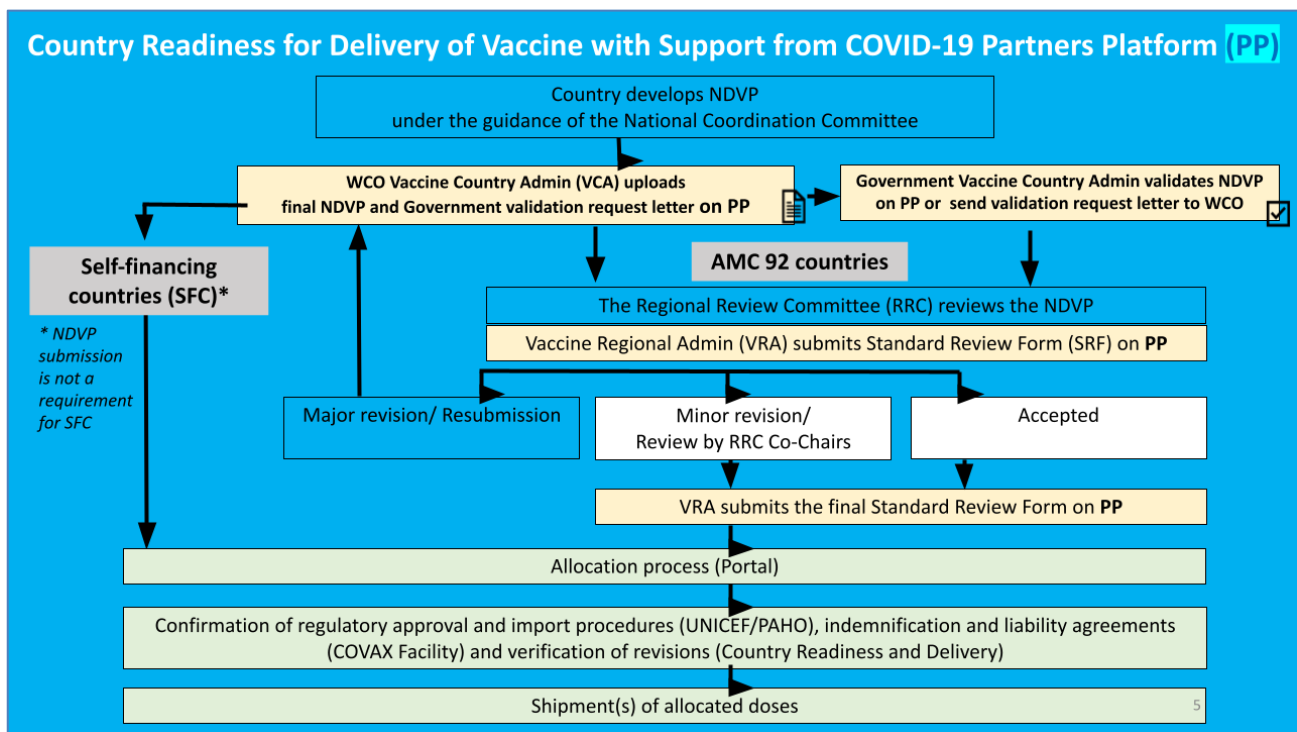 Country Readiness for Delivery of Vaccine with Support from COVID-19 Partners Platform (PP)
Country develops NDVP
under the guidance of the National Coordination Committee
WCO Vaccine Country Admin (VCA) uploads
final NDVP and Government validation request letter on PP
Government Vaccine Country Admin validates NDVP
on PP or send validation request letter to WCO
Self-financing
countries (SFC)*
AMC 92 countries
* NDVP
submission
is not a
requirement
for SFC
The Regional Review Committee (RRC) reviews the NDVP
Vaccine Regional Admin (VRA) submits Standard Review Form (SRF) on PP
Major revision/ Resubmission
Minor revision/
Review by RRC Co-Chairs
Accepted
VRA submits the final Standard Review Form on PP
Allocation process (Portal)
Confirmation of regulatory approval and import procedures (UNICEF/PAHO), indemnification and liability agreements
(COVAX Facility) and verification of revisions (Country Readiness and Delivery)
Shipment(s) of allocated doses
5